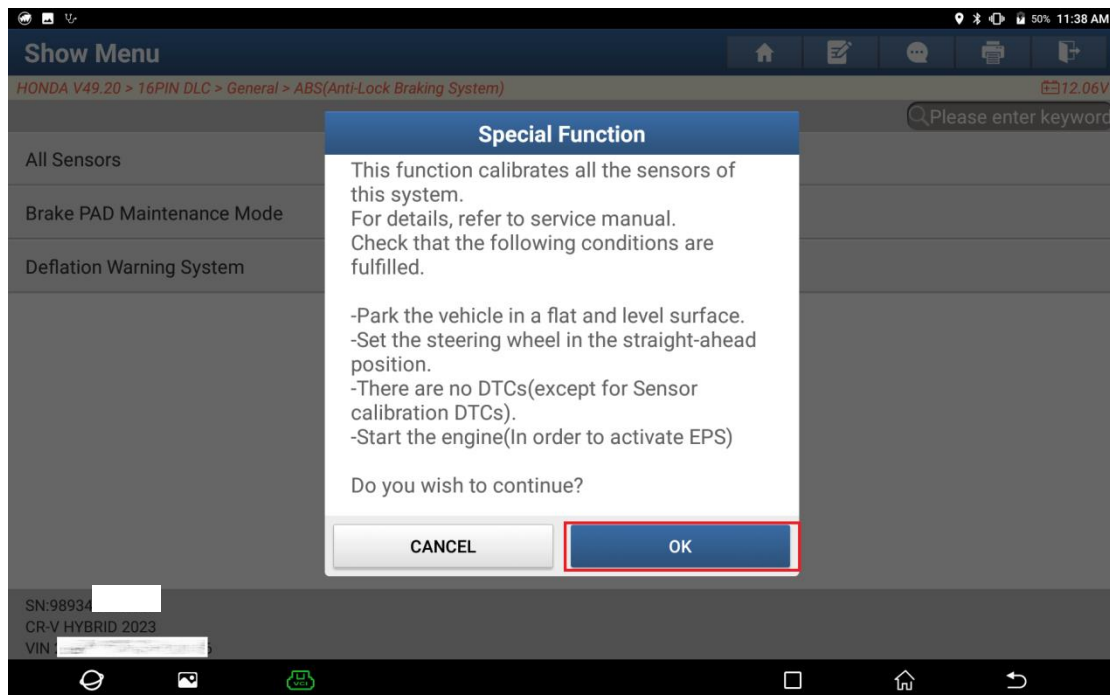 50% 11:38 AM
Show Menu
HONDA V49.20 > 16PIN DLC > General > ABS(Anti-Lock Braking System)
12.06V
Please enter keyword
All Sensors
Brake PAD Maintenance Mode
Deflation Warning System
Special Function
This function calibrates all the sensors of
this system.
For details, refer to service manual.
Check that the following conditions are
fulfilled.
-Park the vehicle in a flat and level surface.
-Set the steering wheel in the straight-ahead
position.
-There are no DTCs(except for Sensor
calibration DTCs).
-Start the engine(In order to activate EPS)
Do you wish to continue?
CANCEL
OK
SN:98934
CR-V HYBRID 2023
VIN
VCI